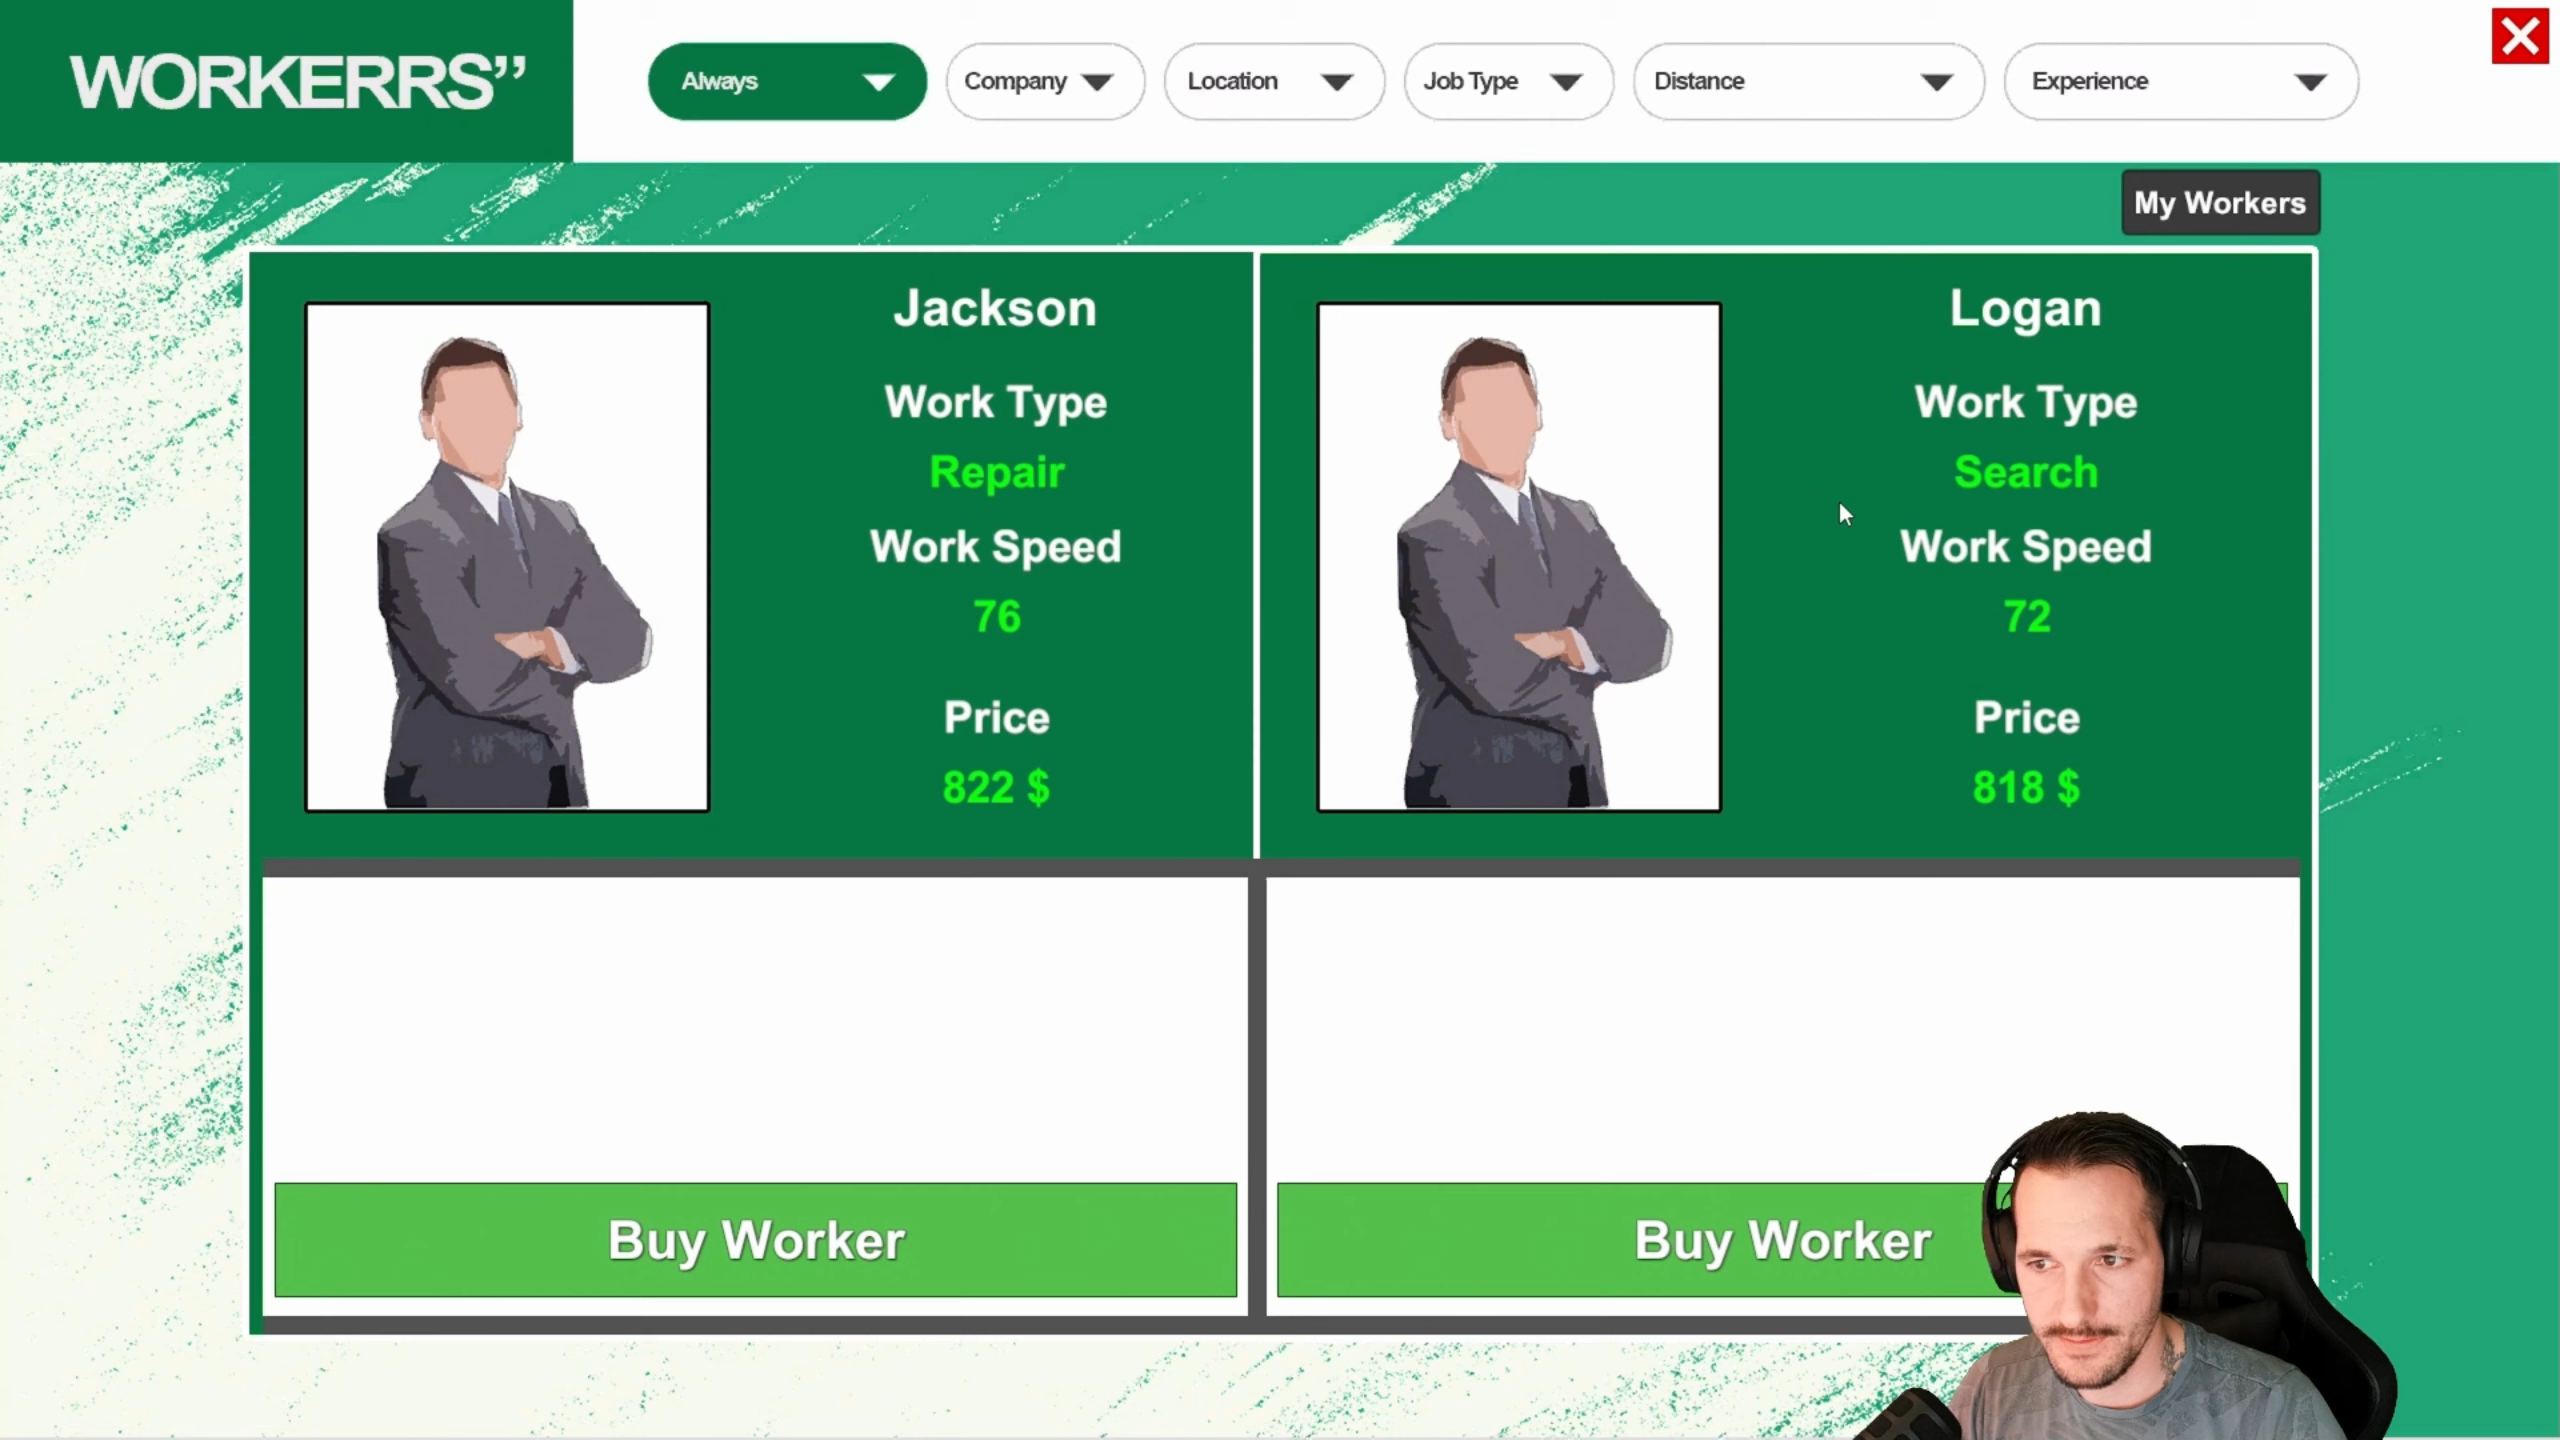 WORKERRS”
Always
Company
Location
Job Type
Distance
Experience
My Workers
Jackson
Work Type
Repair
Work Speed
76
Price
822 $
Buy Worker
Logan
Work Type
Search
Work Speed
72
Price
818 $
Buy Worker